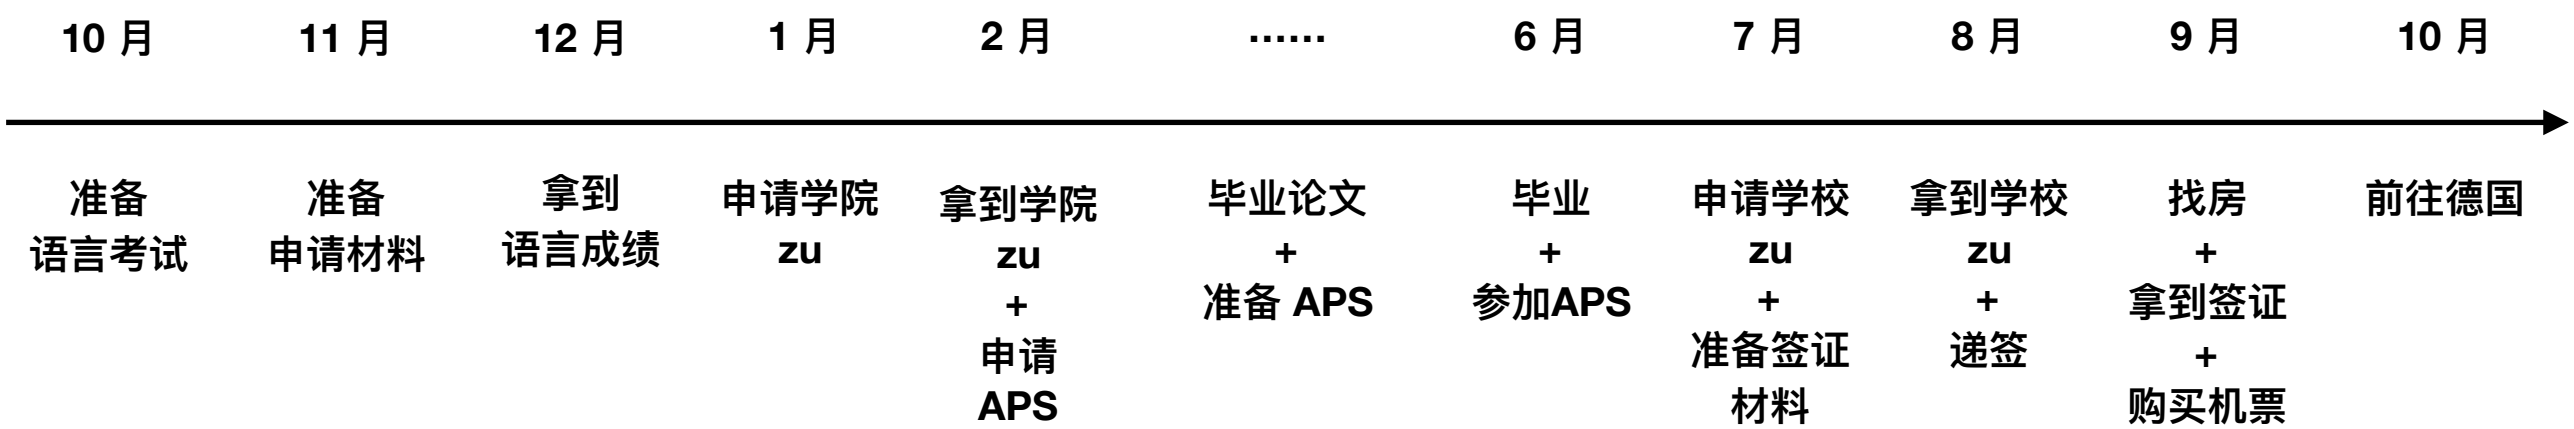 10 月
11 月
12 月
1 月
2 月
......
6 月
7 月
8 月
9 月
10 月
准备
语言考试
准备
申请材料
拿到
语言成绩
申请学院
zu
拿到学院
zu
+
申请
APS
毕业论文
+
准备 APS
毕业
+
参加APS
申请学校
zu
+
准备签证
材料
拿到学校
zu
+
递签
找房
+
拿到签证
+
购买机票
前往德国